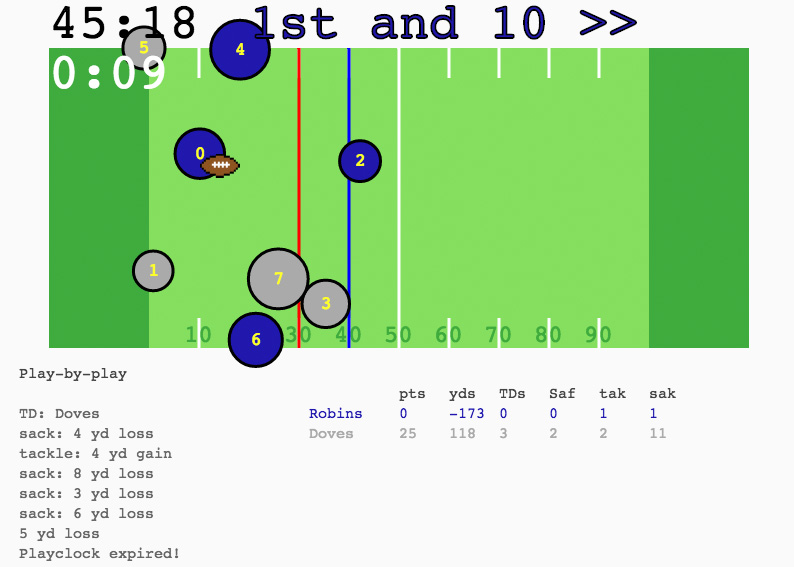 45:18 1st and 10 >>
5 4
0:09
0 2
1
7
3
10 30 40 50 60 70 80 90
6
Play-by-play
pts yds TDs Saf tak sak
TD: Doves Robins 0 -173 0 0 1 1
sack: 4 yd loss Doves 25 118 3 2 2 11
tackle: 4 yd gain
sack: 8 yd loss
sack: 3 yd loss
sack: 6 yd loss
5 yd loss
Playclock expired!